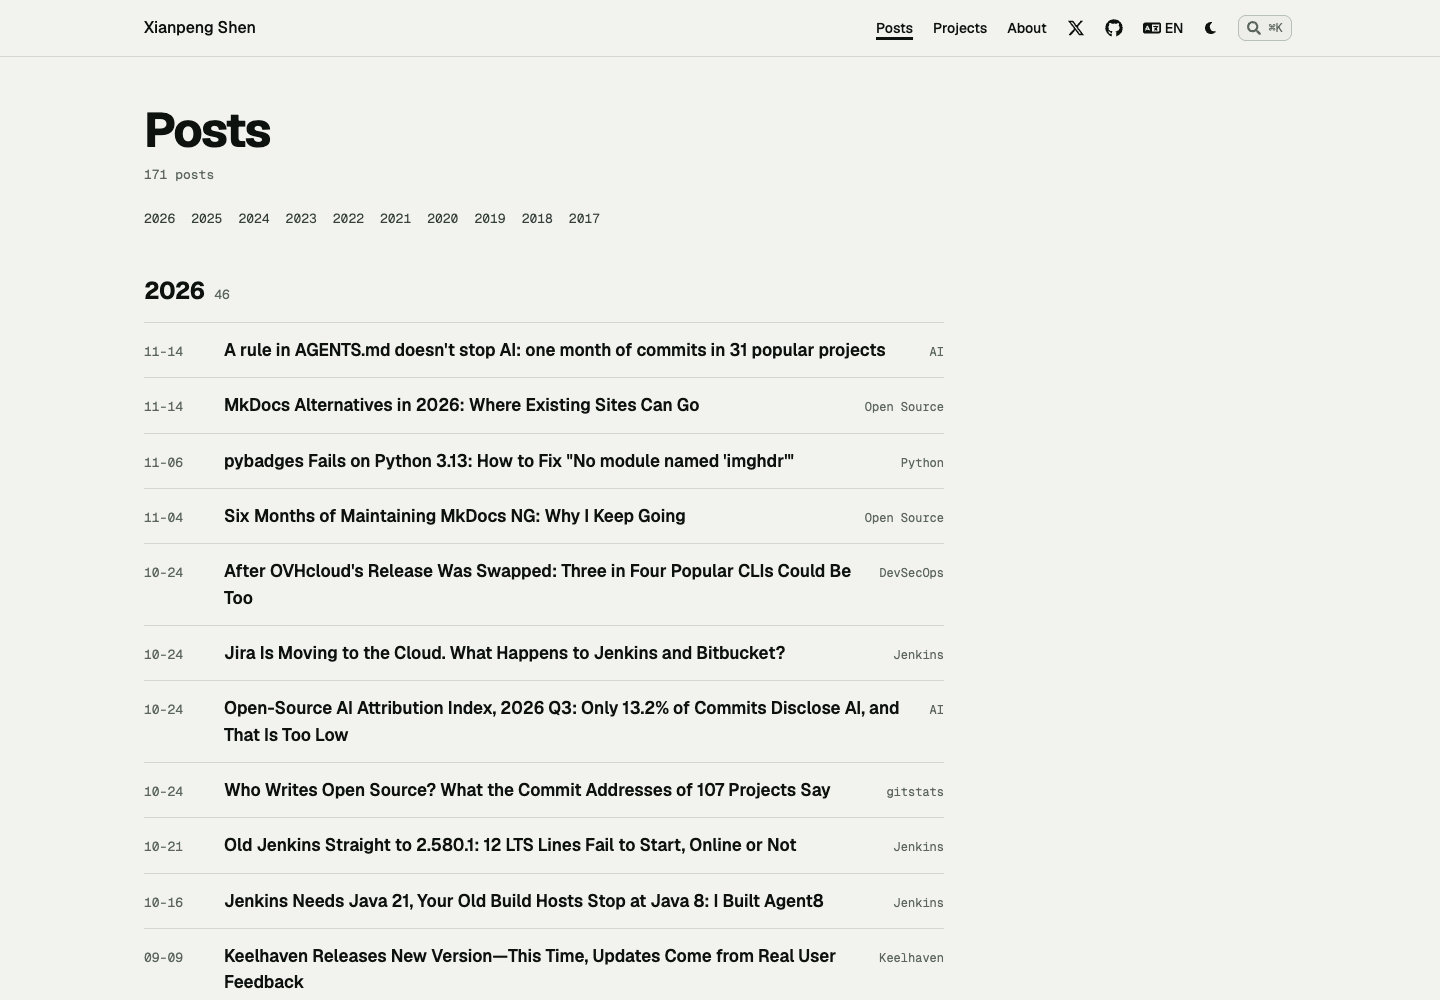 Xianpeng Shen
Posts Projects About EN ⌘K
Posts
171 posts
2026 2025 2024 2023 2022 2021 2020 2019 2018 2017
2026 46
11-14 A rule in AGENTS.md doesn't stop AI: one month of commits in 31 popular projects AI
11-14 MkDocs Alternatives in 2026: Where Existing Sites Can Go Open Source
11-06 pybadges Fails on Python 3.13: How to Fix "No module named 'imghdr'" Python
11-04 Six Months of Maintaining MkDocs NG: Why I Keep Going Open Source
10-24 After OVHcloud's Release Was Swapped: Three in Four Popular CLIs Could Be DevSecOps
Too
10-24 Jira Is Moving to the Cloud. What Happens to Jenkins and Bitbucket? Jenkins
10-24 Open-Source AI Attribution Index, 2026 Q3: Only 13.2% of Commits Disclose AI, and AI
That Is Too Low
10-24 Who Writes Open Source? What the Commit Addresses of 107 Projects Say gitstats
10-21 Old Jenkins Straight to 2.580.1: 12 LTS Lines Fail to Start, Online or Not Jenkins
10-16 Jenkins Needs Java 21, Your Old Build Hosts Stop at Java 8: I Built Agent8 Jenkins
09-09 Keelhaven Releases New Version—This Time, Updates Come from Real User Keelhaven
Feedback